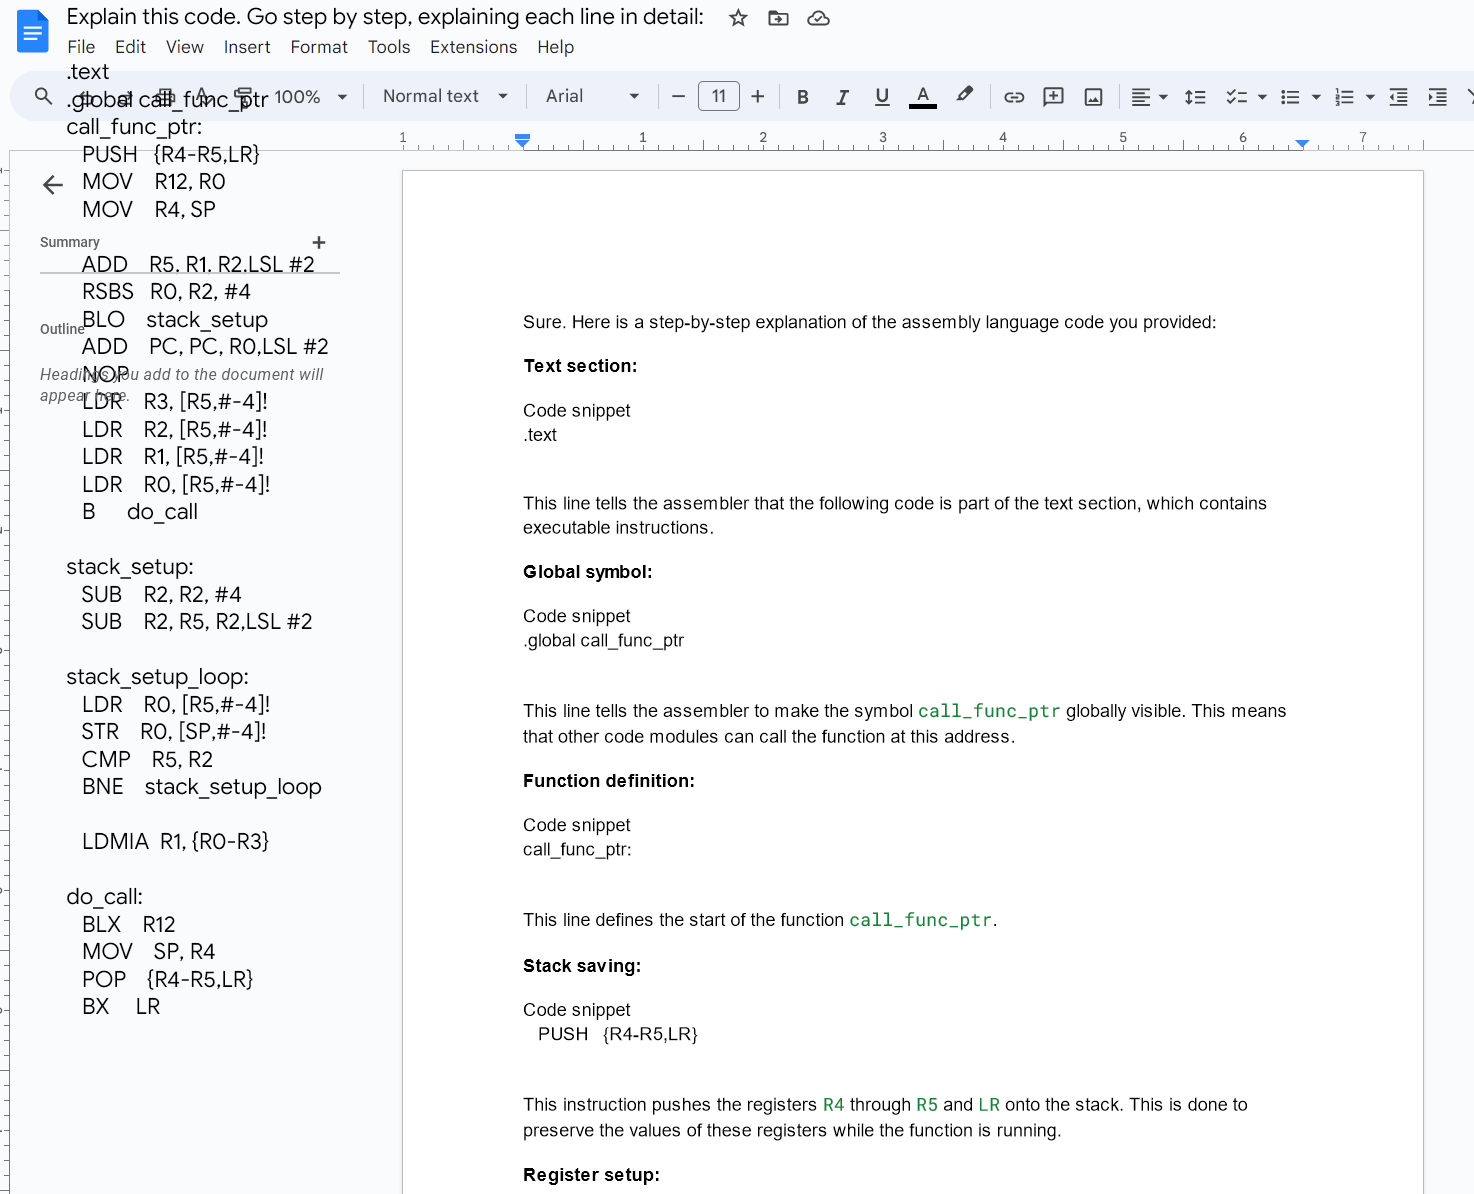 Explain this code. Go step by step, explaining each line in detail:
File Edit View Insert Format Tools Extensions Help
.text
.global call_func_ptr
100% Normal text Arial 11
call_func_ptr:
PUSH {R4-R5,LR}
MOV R12, R0
MOV R4, SP
Summary
ADD R5, R1, R2,LSL #2
RSBS R0, R2, #4
BLO stack_setup
Outline
ADD PC, PC, R0,LSL #2
NOP
Headings you add to the document will
appear here.
LDR R3, [R5,#-4]!
LDR R2, [R5,#-4]!
LDR R1, [R5,#-4]!
LDR R0, [R5,#-4]!
B do_call
stack_setup:
SUB R2, R2, #4
SUB R2, R5, R2,LSL #2
stack_setup_loop:
LDR R0, [R5,#-4]!
STR R0, [SP,#-4]!
CMP R5, R2
BNE stack_setup_loop
LDMIA R1, {R0-R3}
do_call:
BLX R12
MOV SP, R4
POP {R4-R5,LR}
BX LR
1 1 2 3 4 5 6 7
Sure. Here is a step-by-step explanation of the assembly language code you provided:
Text section:
Code snippet
.text
This line tells the assembler that the following code is part of the text section, which contains
executable instructions.
Global symbol:
Code snippet
.global call_func_ptr
This line tells the assembler to make the symbol call_func_ptr globally visible. This means
that other code modules can call the function at this address.
Function definition:
Code snippet
call_func_ptr:
This line defines the start of the function call_func_ptr.
Stack saving:
Code snippet
PUSH {R4-R5,LR}
This instruction pushes the registers R4 through R5 and LR onto the stack. This is done to
preserve the values of these registers while the function is running.
Register setup: